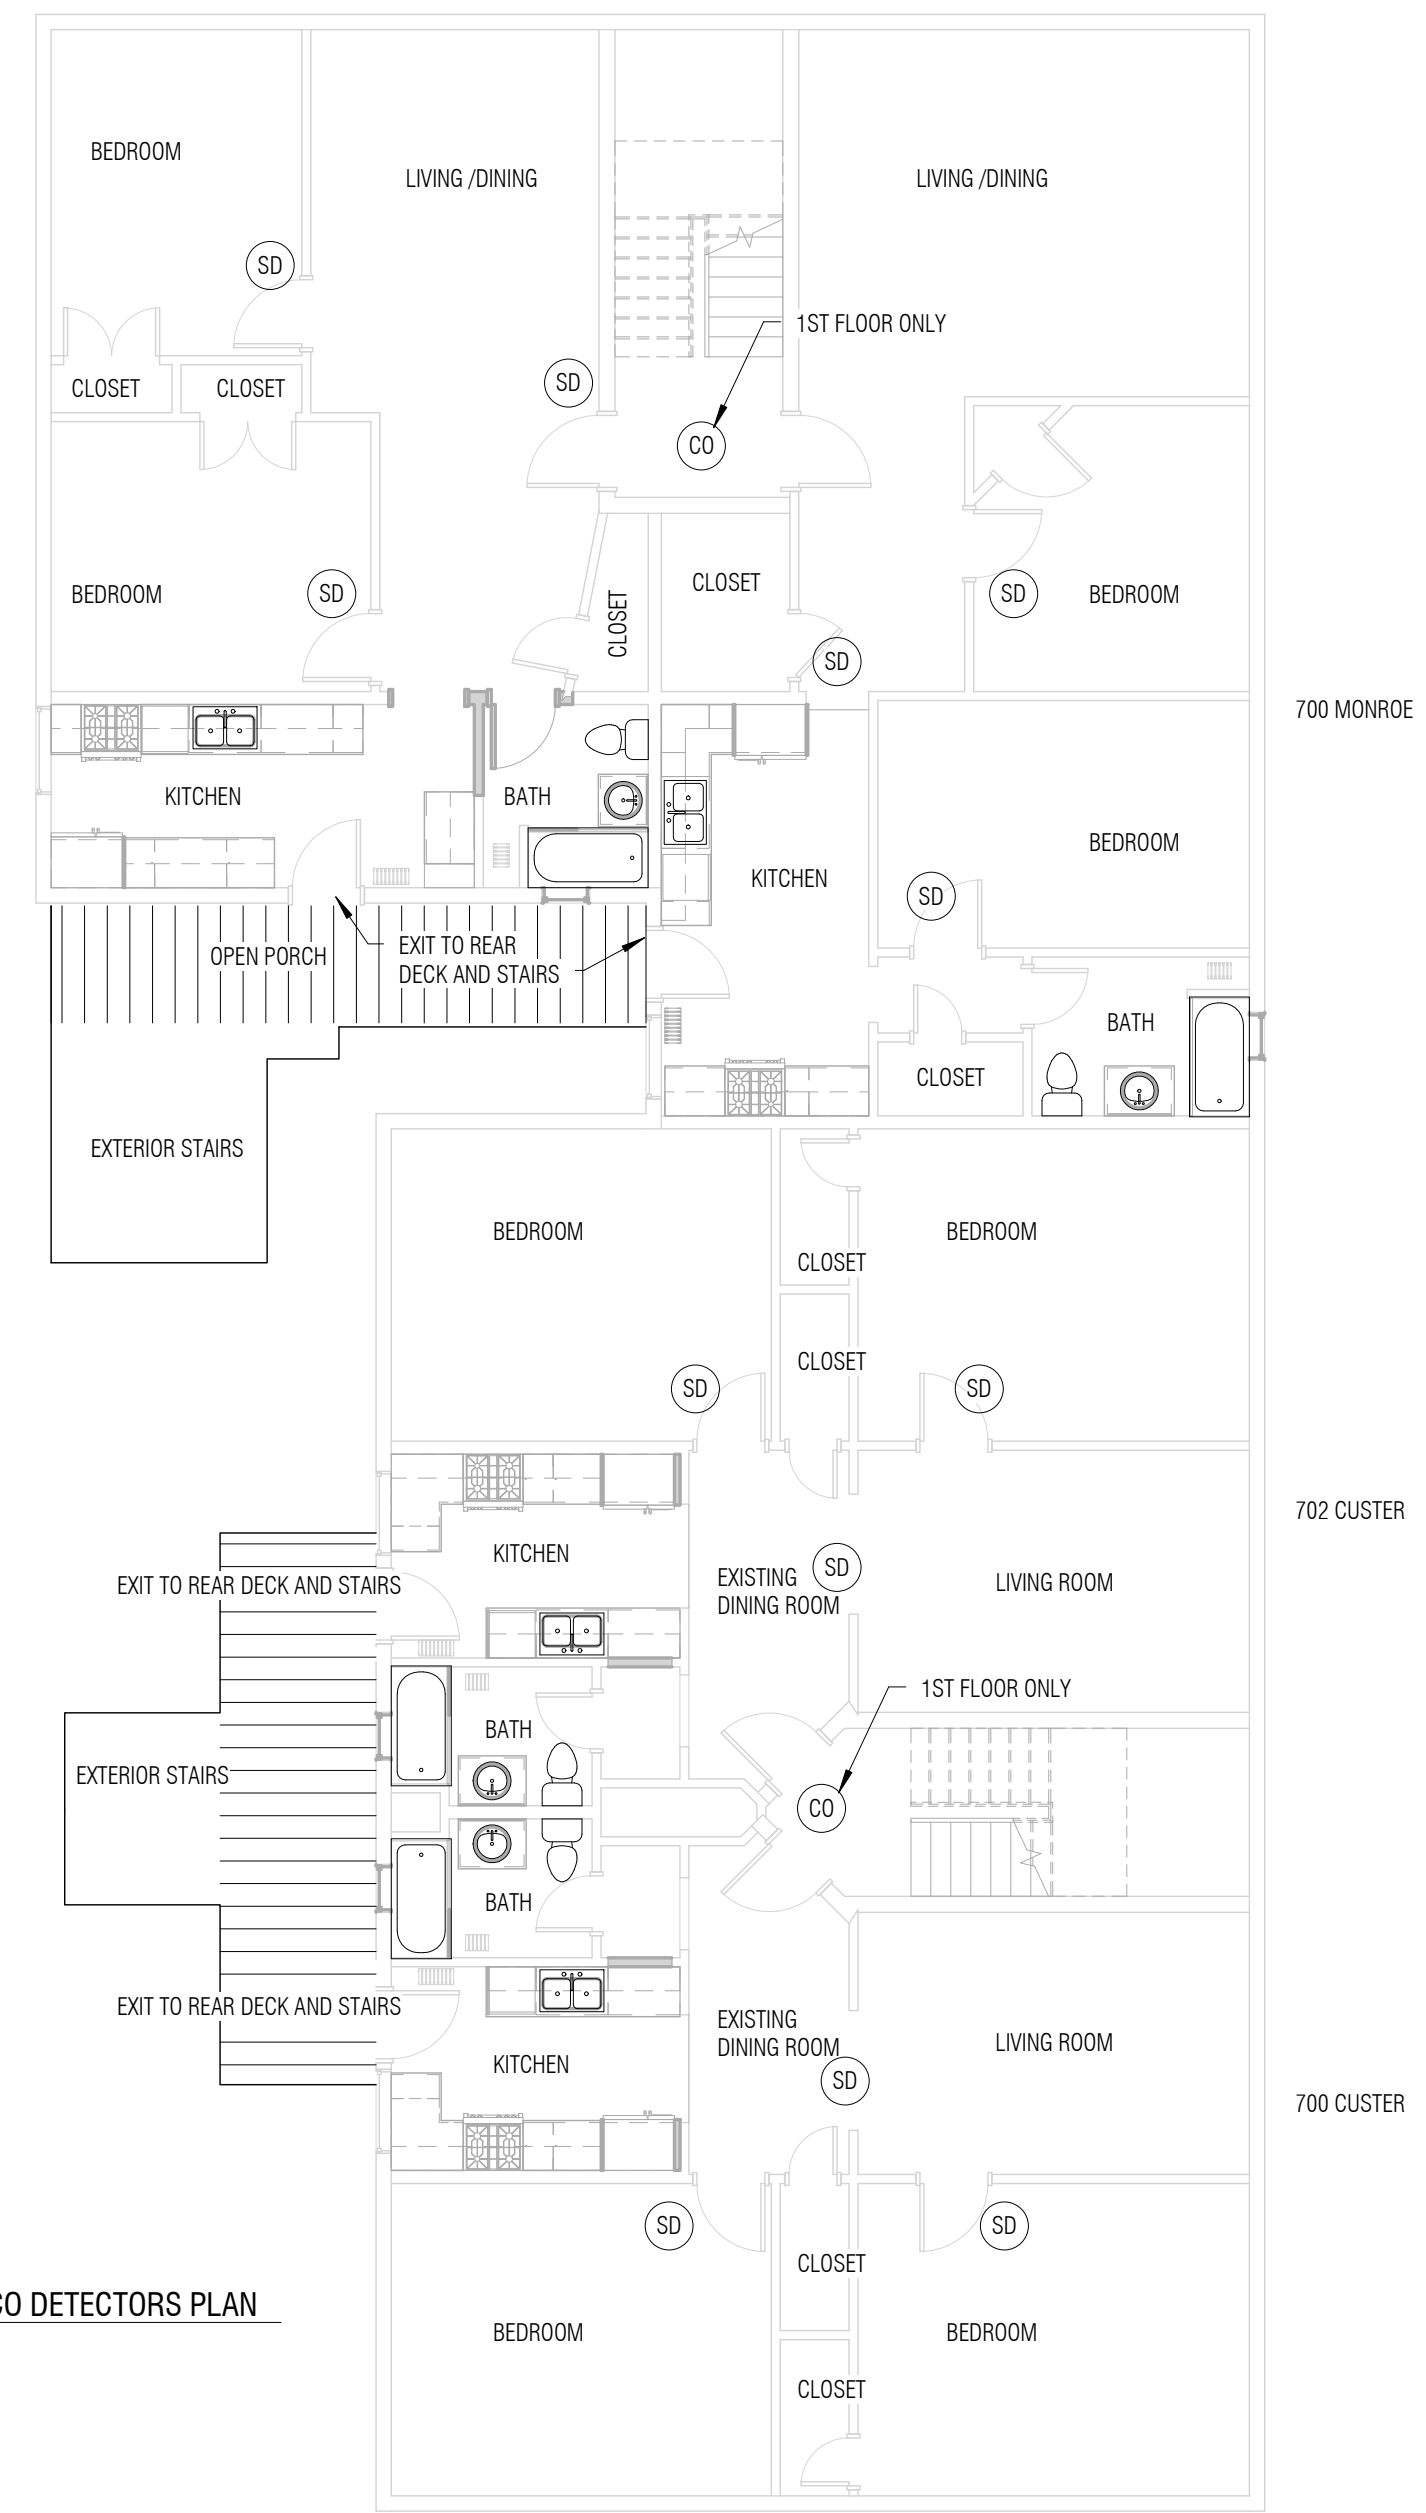 BEDROOM
LIVING /DINING
LIVING /DINING
SD
1ST FLOOR ONLY
SD
CLOSET
CLOSET
CO
CLOSET
CLOSET
BEDROOM
SD
SD
BEDROOM
SD
700 MONROE
KITCHEN
BATH
BEDROOM
KITCHEN
SD
OPEN PORCH
EXIT TO REAR
DECK AND STAIRS
BATH
CLOSET
EXTERIOR STAIRS
BEDROOM
BEDROOM
CLOSET
CLOSET
SD
SD
702 CUSTER
KITCHEN
EXIT TO REAR DECK AND STAIRS
EXISTING
DINING ROOM
SD
LIVING ROOM
1ST FLOOR ONLY
BATH
EXTERIOR STAIRS
CO
BATH
EXIT TO REAR DECK AND STAIRS
EXISTING
DINING ROOM
LIVING ROOM
KITCHEN
SD
700 CUSTER
SD
SD
CLOSET
CO DETECTORS PLAN
BEDROOM
BEDROOM
CLOSET